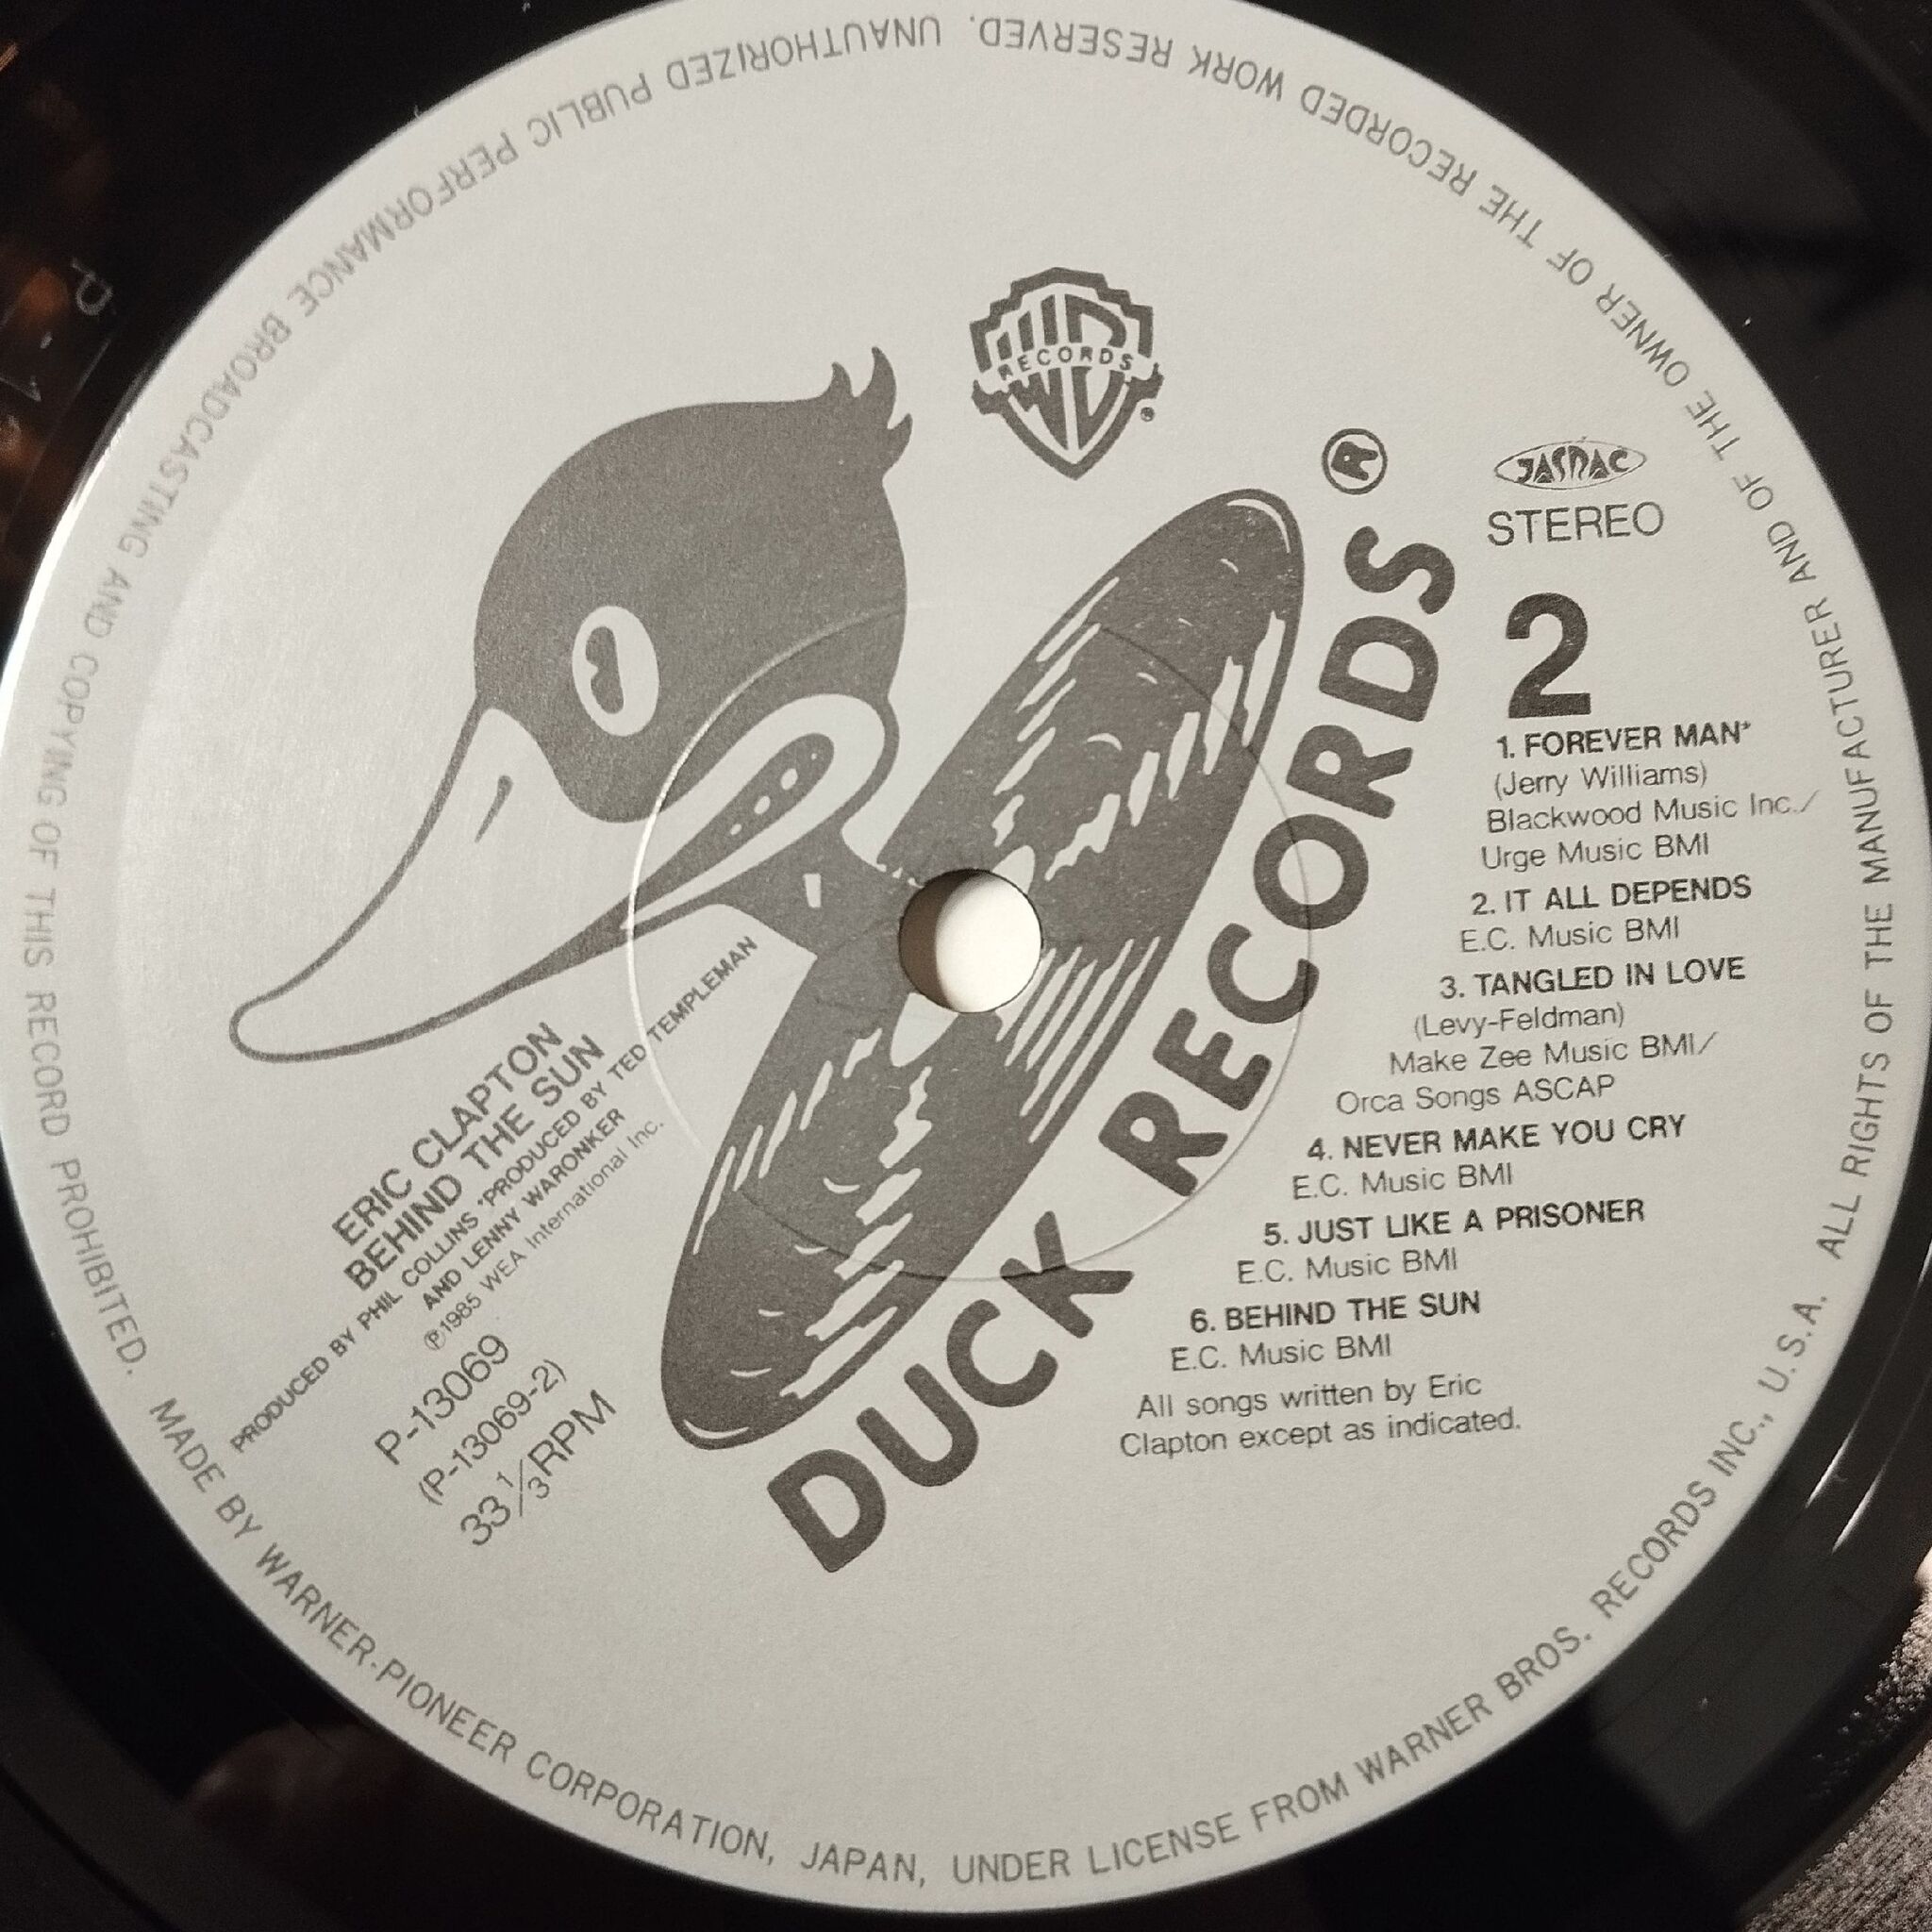 WB
RECORDS
®
JASRAC
STEREO
2
1. FOREVER MAN*
(Jerry Williams)
Blackwood Music Inc./
Urge Music BMI
2. IT ALL DEPENDS
E.C. Music BMI
3. TANGLED IN LOVE
(Levy-Feldman)
Make Zee Music BMI/
Orca Songs ASCAP
4. NEVER MAKE YOU CRY
E.C. Music BMI
5. JUST LIKE A PRISONER
E.C. Music BMI
6. BEHIND THE SUN
E.C. Music BMI
All songs written by Eric
Clapton except as indicated.
DUCK RECORDS®
ERIC CLAPTON
BEHIND THE SUN
PRODUCED BY PHIL COLLINS *PRODUCED BY TED TEMPLEMAN
AND LENNY WARONKER
℗1985 WEA International Inc.
P-13069
(P-13069-2)
33 1/3 RPM
MADE BY WARNER-PIONEER CORPORATION, JAPAN, UNDER LICENSE FROM WARNER BROS. RECORDS INC., U.S.A. ALL RIGHTS OF THE MANUFACTURER AND OF THE OWNER OF THE RECORDED WORK RESERVED. UNAUTHORIZED PUBLIC PERFORMANCE BROADCASTING AND COPYING OF THIS RECORD PROHIBITED.